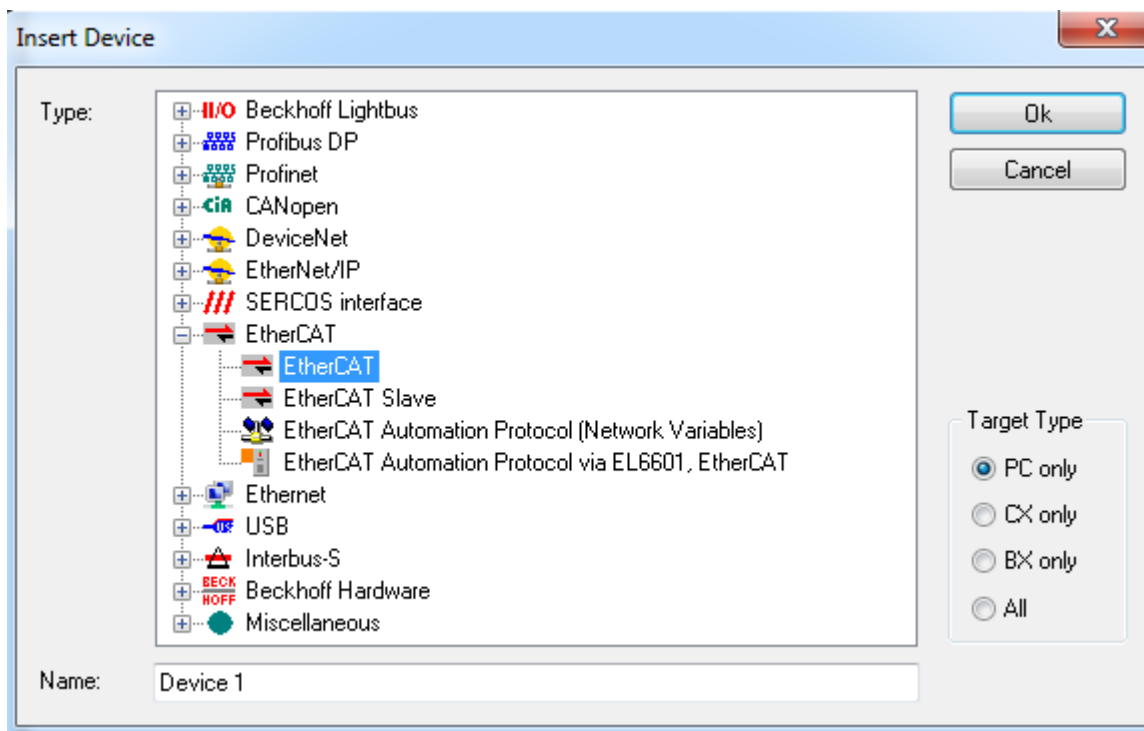 Insert Device
Type:
II/O Beckhoff Lightbus
Profibus DP
Profinet
CiA CANopen
DeviceNet
EtherNet/IP
SERCOS interface
EtherCAT
EtherCAT
EtherCAT Slave
EtherCAT Automation Protocol (Network Variables)
EtherCAT Automation Protocol via EL6601, EtherCAT
Ethernet
USB
Interbus-S
BECK
HOFF Beckhoff Hardware
Miscellaneous
Ok
Cancel
Target Type
PC only
CX only
BX only
All
Name:
Device 1